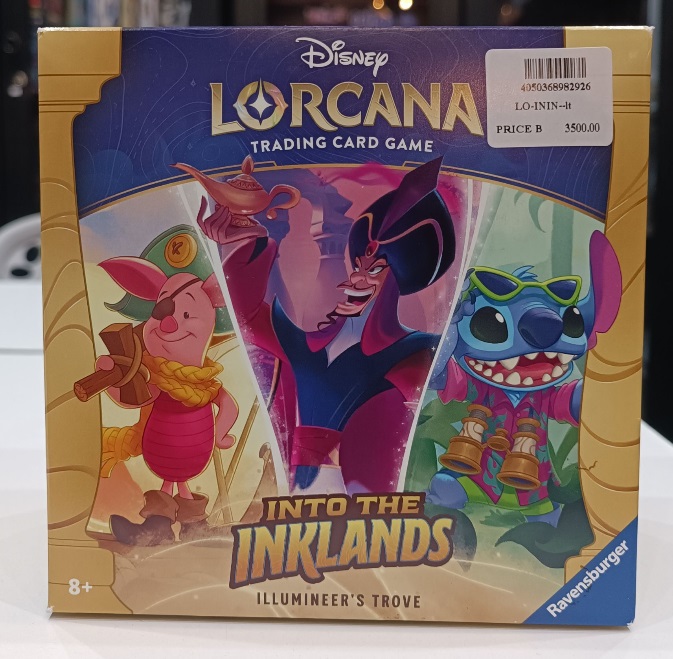 Disney
LORCANA
TRADING CARD GAME
4050368982926
LO-ININ--lt
PRICE B 3500.00
INTO THE
INKLANDS
ILLUMINEER'S TROVE
8+
Ravensburger